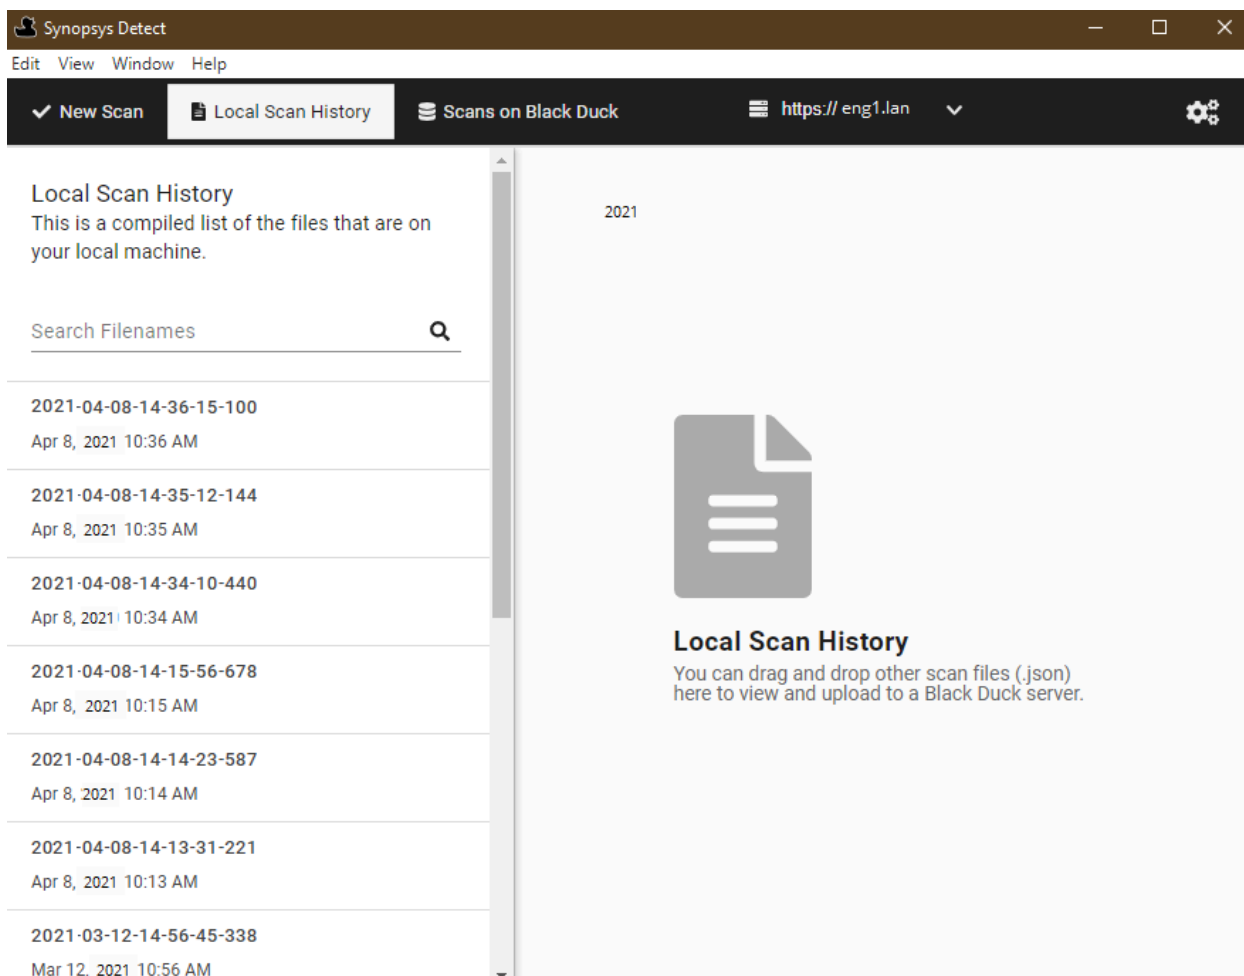 Synopsys Detect
Edit View Window Help
New Scan Local Scan History Scans on Black Duck https:// eng1.lan
Local Scan History
This is a compiled list of the files that are on
your local machine.
Search Filenames
2021-04-08-14-36-15-100
Apr 8, 2021 10:36 AM
2021-04-08-14-35-12-144
Apr 8, 2021 10:35 AM
2021-04-08-14-34-10-440
Apr 8, 2021 10:34 AM
2021-04-08-14-15-56-678
Apr 8, 2021 10:15 AM
2021-04-08-14-14-23-587
Apr 8, 2021 10:14 AM
2021-04-08-14-13-31-221
Apr 8, 2021 10:13 AM
2021-03-12-14-56-45-338
Mar 12, 2021 10:56 AM
2021
Local Scan History
You can drag and drop other scan files (.json)
here to view and upload to a Black Duck server.